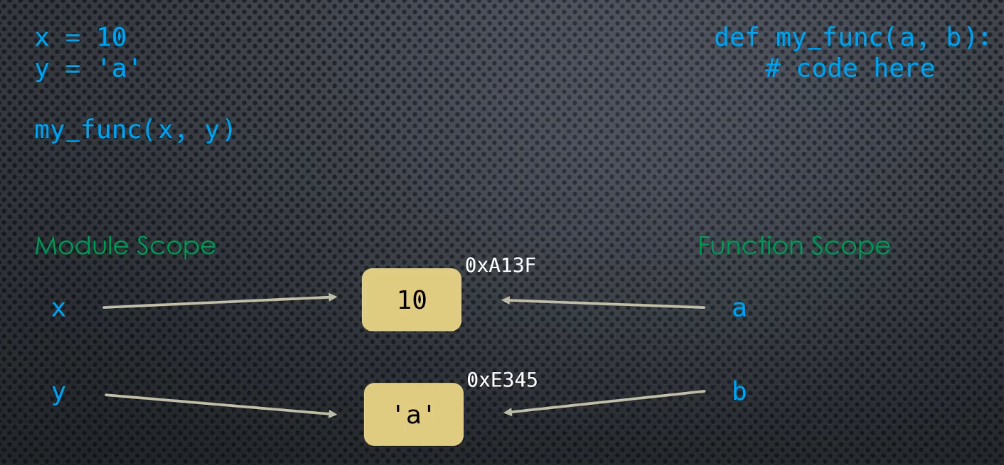 x = 10
y = 'a'
my_func(x, y)
def my_func(a, b):
# code here
Module Scope
Function Scope
0xA13F
x
10
a
0xE345
y
'a'
b